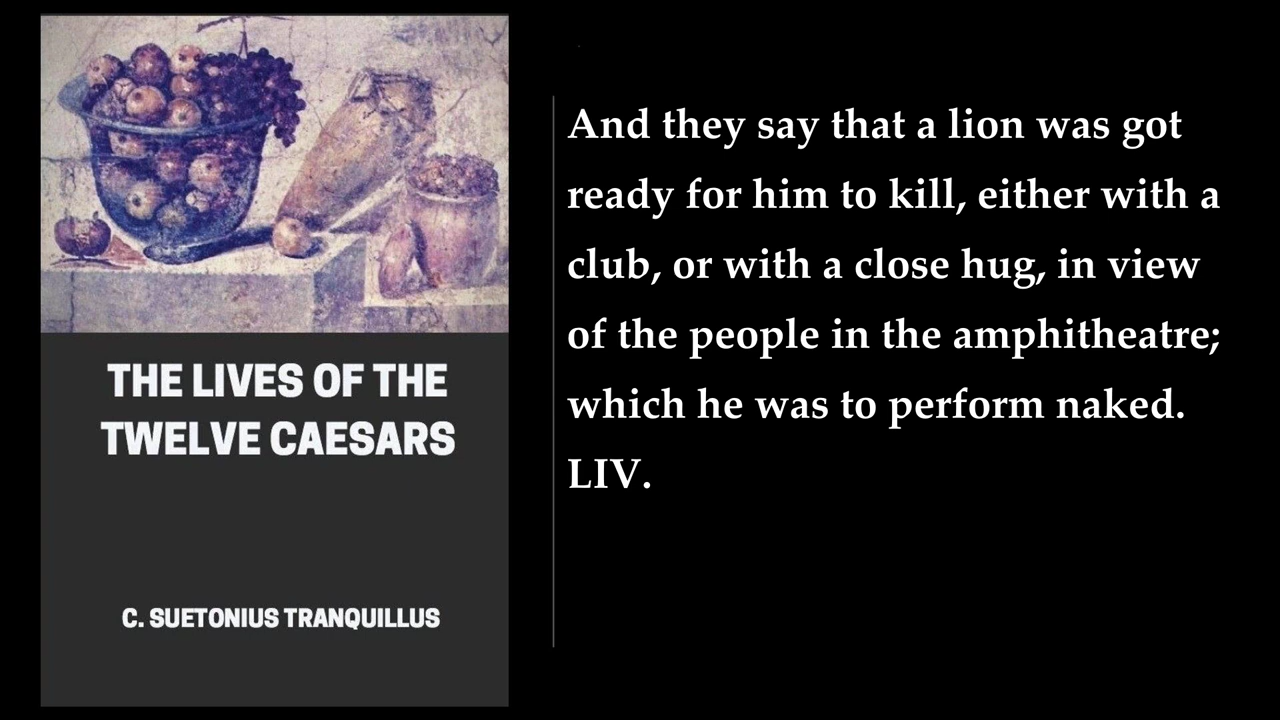 THE LIVES OF THE
TWELVE CAESARS
C. SUETONIUS TRANQUILLUS
And they say that a lion was got
ready for him to kill, either with a
club, or with a close hug, in view
of the people in the amphitheatre;
which he was to perform naked.
LIV.